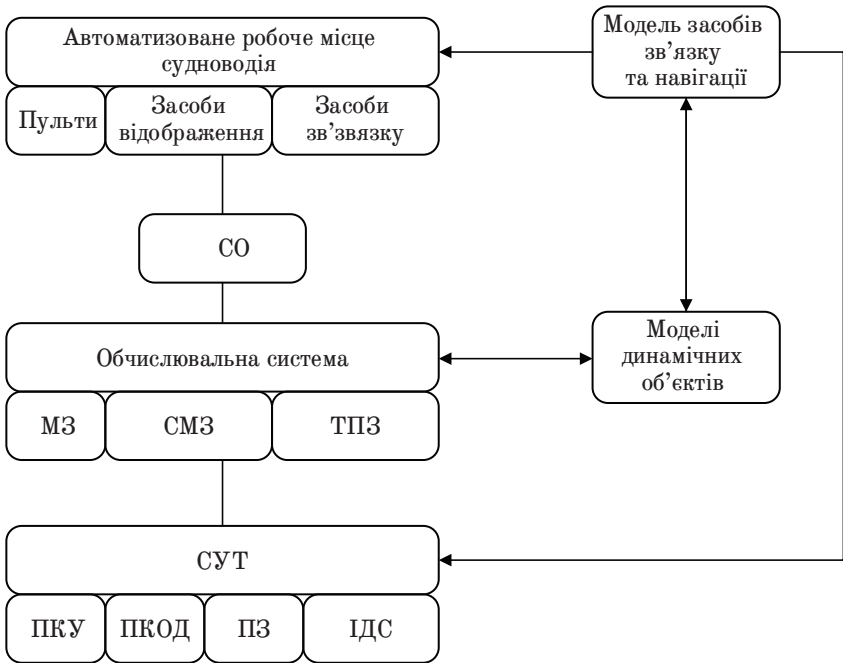 Автоматизоване робоче місце
судноводія
Модель засобів
зв'язку
та навігації
Пульти
Засоби
відображення
Засоби
зв'звязку
СО
Обчислювальна система
Моделі
динамічних
об'єктів
МЗ
СМЗ
ТПЗ
СУТ
ПКУ
ПКОД
ПЗ
ІДС